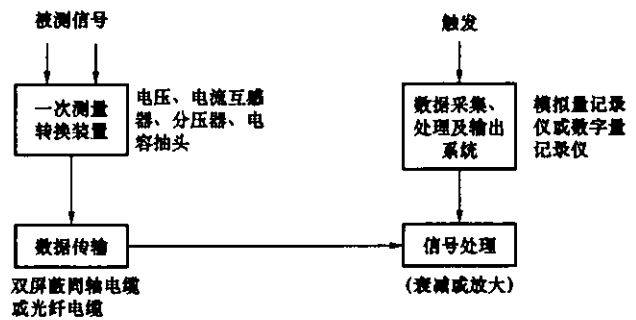 被测信号
一次测量
转换装置
电压、电流互感
器、分压器、电
容抽头
数据传输
双屏蔽同轴电缆
或光纤电缆
触发
数据采集、
处理及输出
系统
模拟量记录
仪或数字量
记录仪
信号处理
(衰减或放大)